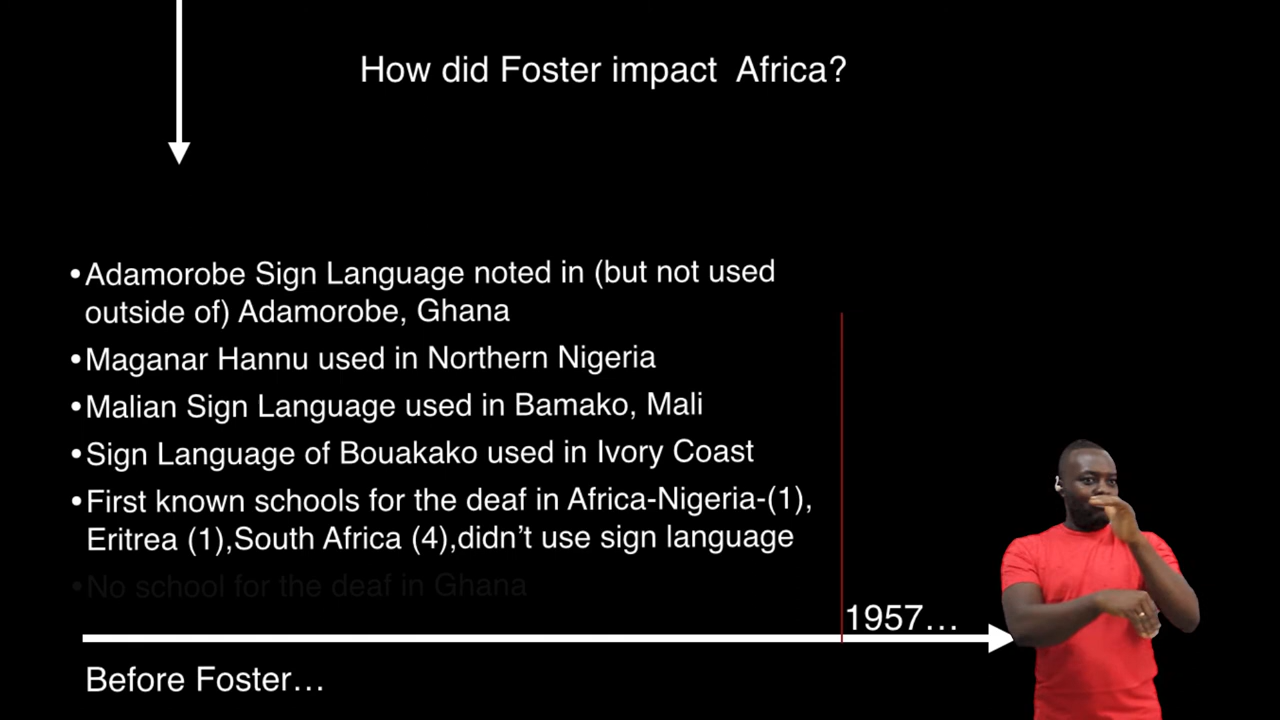 How did Foster impact  Africa?
•Adamorobe Sign Language noted in (but not used
outside of) Adamorobe, Ghana
•Maganar Hannu used in Northern Nigeria
•Malian Sign Language used in Bamako, Mali
•Sign Language of Bouakako used in Ivory Coast
•First known schools for the deaf in Africa-Nigeria-(1),
Eritrea (1),South Africa (4),didn’t use sign language
•No school for the deaf in Ghana
1957…
Before Foster…